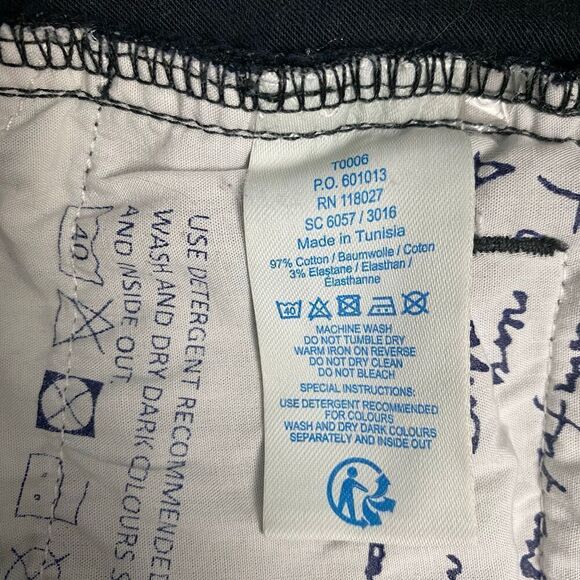 T0006
P.O. 601013
RN 118027
SC 6057 / 3016
Made in Tunisia
97% Cotton / Baumwolle / Coton
3% Elastane / Elasthan /
Élasthanne
40
MACHINE WASH
DO NOT TUMBLE DRY
WARM IRON ON REVERSE
DO NOT DRY CLEAN
DO NOT BLEACH
SPECIAL INSTRUCTIONS:
USE DETERGENT RECOMMENDED
FOR COLOURS
WASH AND DRY DARK COLOURS
SEPARATELY AND INSIDE OUT
USE DETERGENT RECOMMENDED
WASH AND DRY DARK COLOURS S
AND INSIDE OUT
40